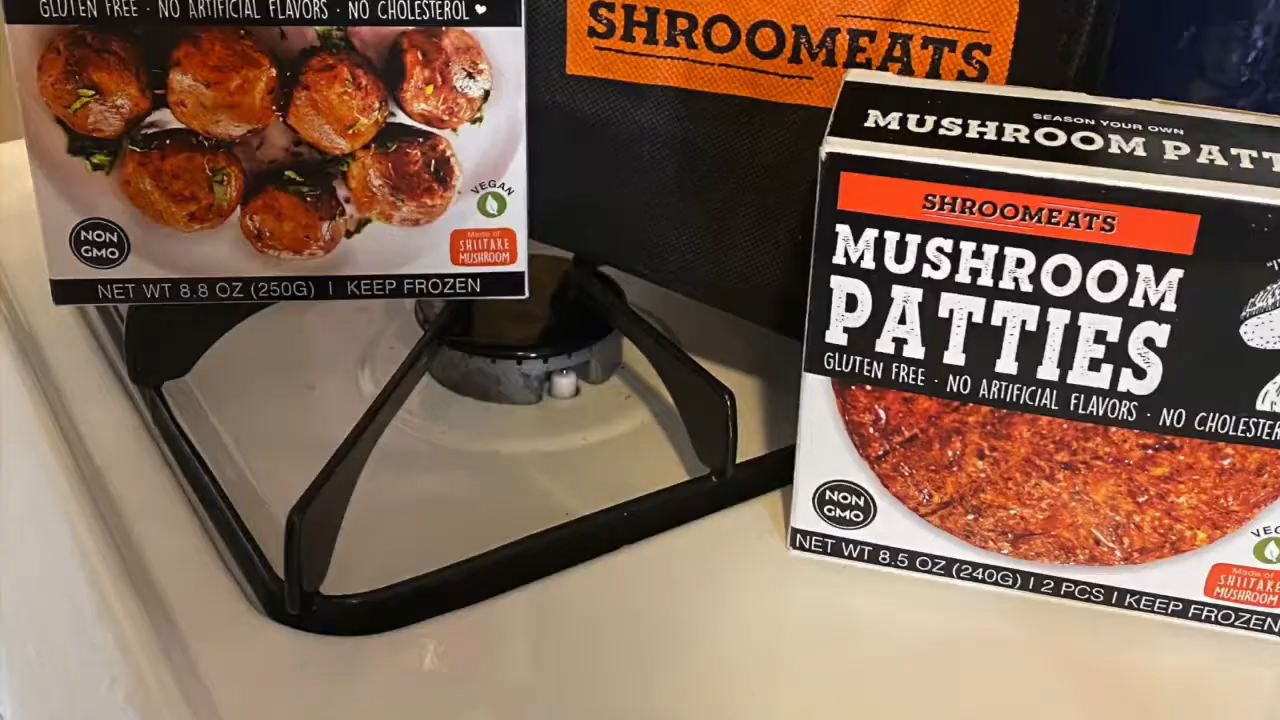 GLUTEN FREE · NO ARTIFICIAL FLAVORS · NO CHOLESTEROL
VEGAN
NON
GMO
Made of
SHIITAKE
MUSHROOM
NET WT 8.8 OZ (250G) I KEEP FROZEN
SHROOMEATS
SEASON YOUR OWN
MUSHROOM PATT
SHROOMEATS
MUSHROOM
PATTIES
GLUTEN FREE · NO ARTIFICIAL FLAVORS · NO CHOLESTER
NON
GMO
VEG
Made of
SHIITAKE
MUSHROOM
NET WT 8.5 OZ (240G) I 2 PCS I KEEP FROZEN